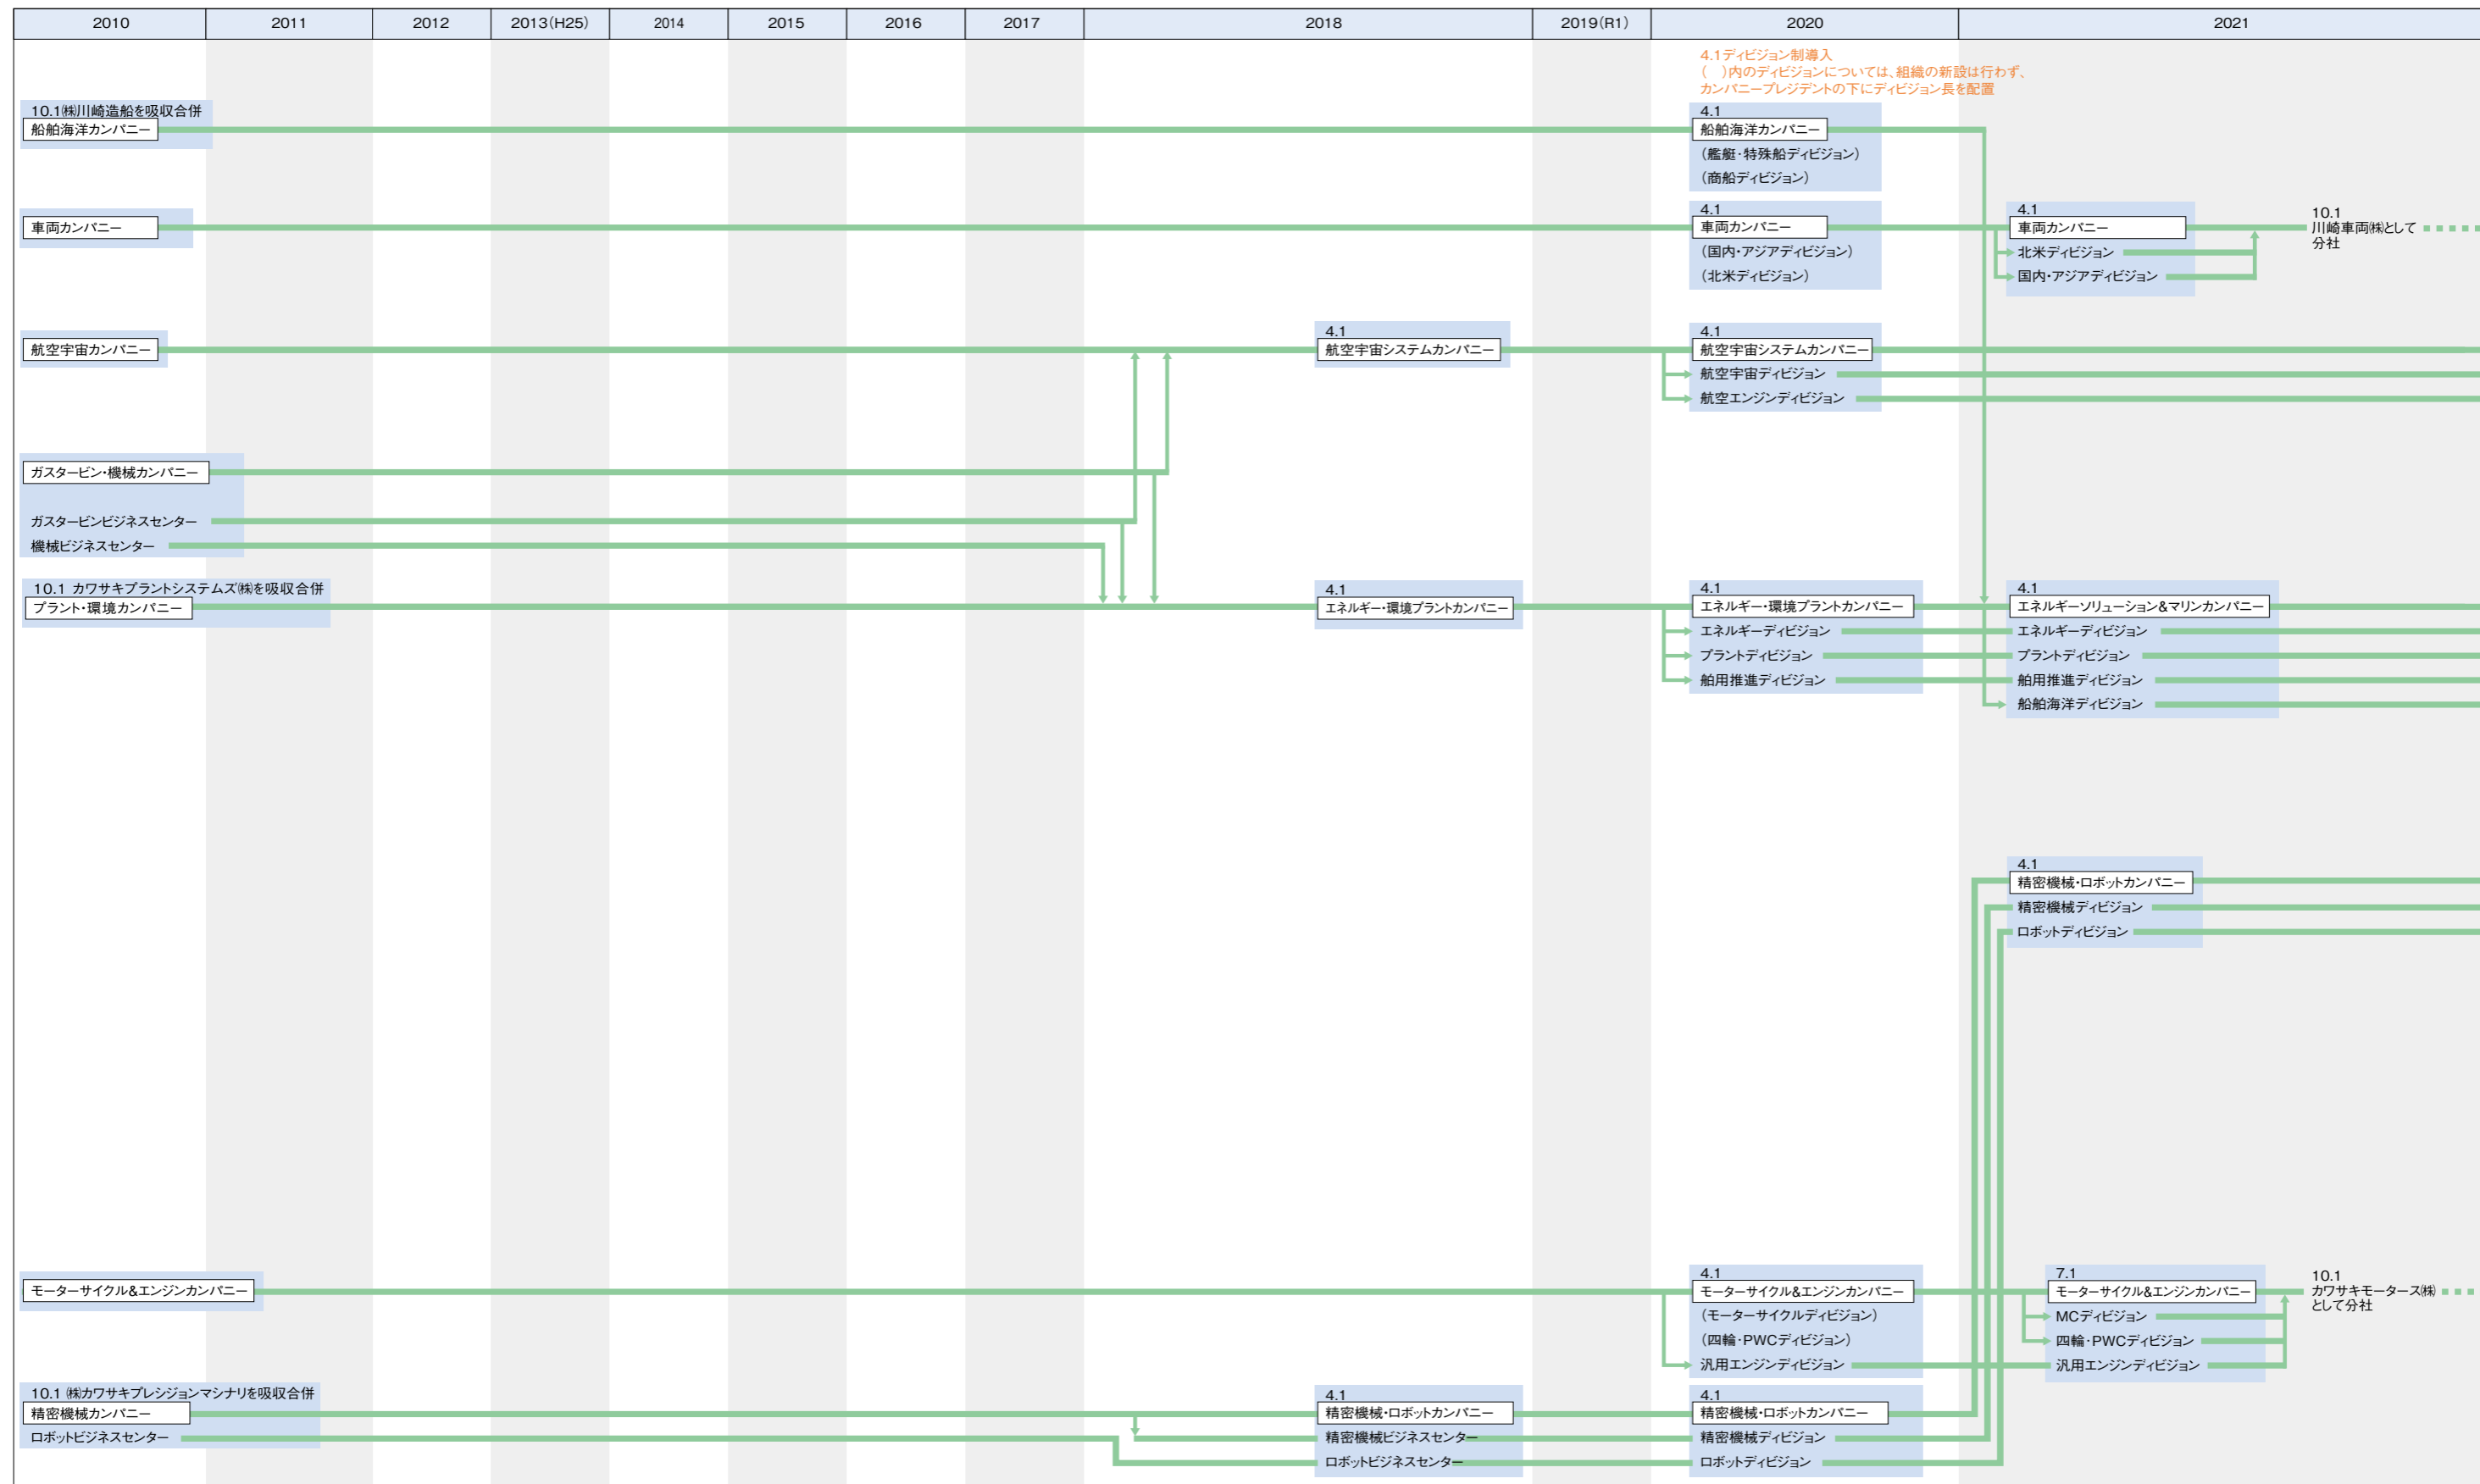 2010
2011
2012
2013(H25)
2014
2015
2016
2017
2018
2019(R1)
2020
2021
4.1ディビジョン制導入
(　)内のディビジョンについては、組織の新設は行わず、
カンパニープレジデントの下にディビジョン長を配置
10.1㈱川崎造船を吸収合併
船舶海洋カンパニー
4.1
船舶海洋カンパニー
(艦艇・特殊船ディビジョン)
(商船ディビジョン)
車両カンパニー
4.1
車両カンパニー
(国内・アジアディビジョン)
(北米ディビジョン)
4.1
車両カンパニー
北米ディビジョン
国内・アジアディビジョン
10.1
川崎車両㈱として
分社
航空宇宙カンパニー
4.1
航空宇宙システムカンパニー
4.1
航空宇宙システムカンパニー
航空宇宙ディビジョン
航空エンジンディビジョン
ガスタービン・機械カンパニー
ガスタービンビジネスセンター
機械ビジネスセンター
10.1 カワサキプラントシステムズ㈱を吸収合併
プラント・環境カンパニー
4.1
エネルギー・環境プラントカンパニー
4.1
エネルギー・環境プラントカンパニー
エネルギーディビジョン
プラントディビジョン
舶用推進ディビジョン
4.1
エネルギーソリューション&マリンカンパニー
エネルギーディビジョン
プラントディビジョン
舶用推進ディビジョン
船舶海洋ディビジョン
4.1
精密機械・ロボットカンパニー
精密機械ディビジョン
ロボットディビジョン
モーターサイクル&エンジンカンパニー
4.1
モーターサイクル&エンジンカンパニー
(モーターサイクルディビジョン)
(四輪・PWCディビジョン)
汎用エンジンディビジョン
7.1
モーターサイクル&エンジンカンパニー
MCディビジョン
四輪・PWCディビジョン
汎用エンジンディビジョン
10.1
カワサキモータース㈱
として分社
10.1 ㈱カワサキプレシジョンマシナリを吸収合併
精密機械カンパニー
ロボットビジネスセンター
4.1
精密機械・ロボットカンパニー
精密機械ビジネスセンター
ロボットビジネスセンター
4.1
精密機械・ロボットカンパニー
精密機械ディビジョン
ロボットディビジョン